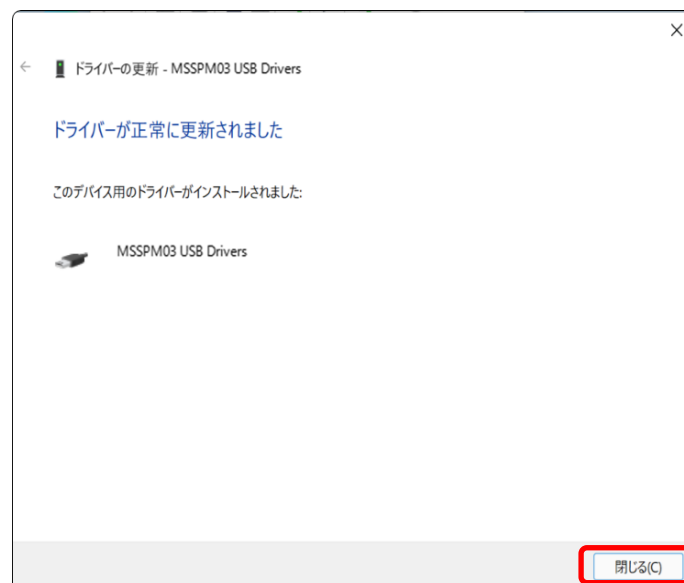 ドライバーの更新 - MSSPM03 USB Drivers
ドライバーが正常に更新されました
このデバイス用のドライバーがインストールされました:
MSSPM03 USB Drivers
閉じる(C)